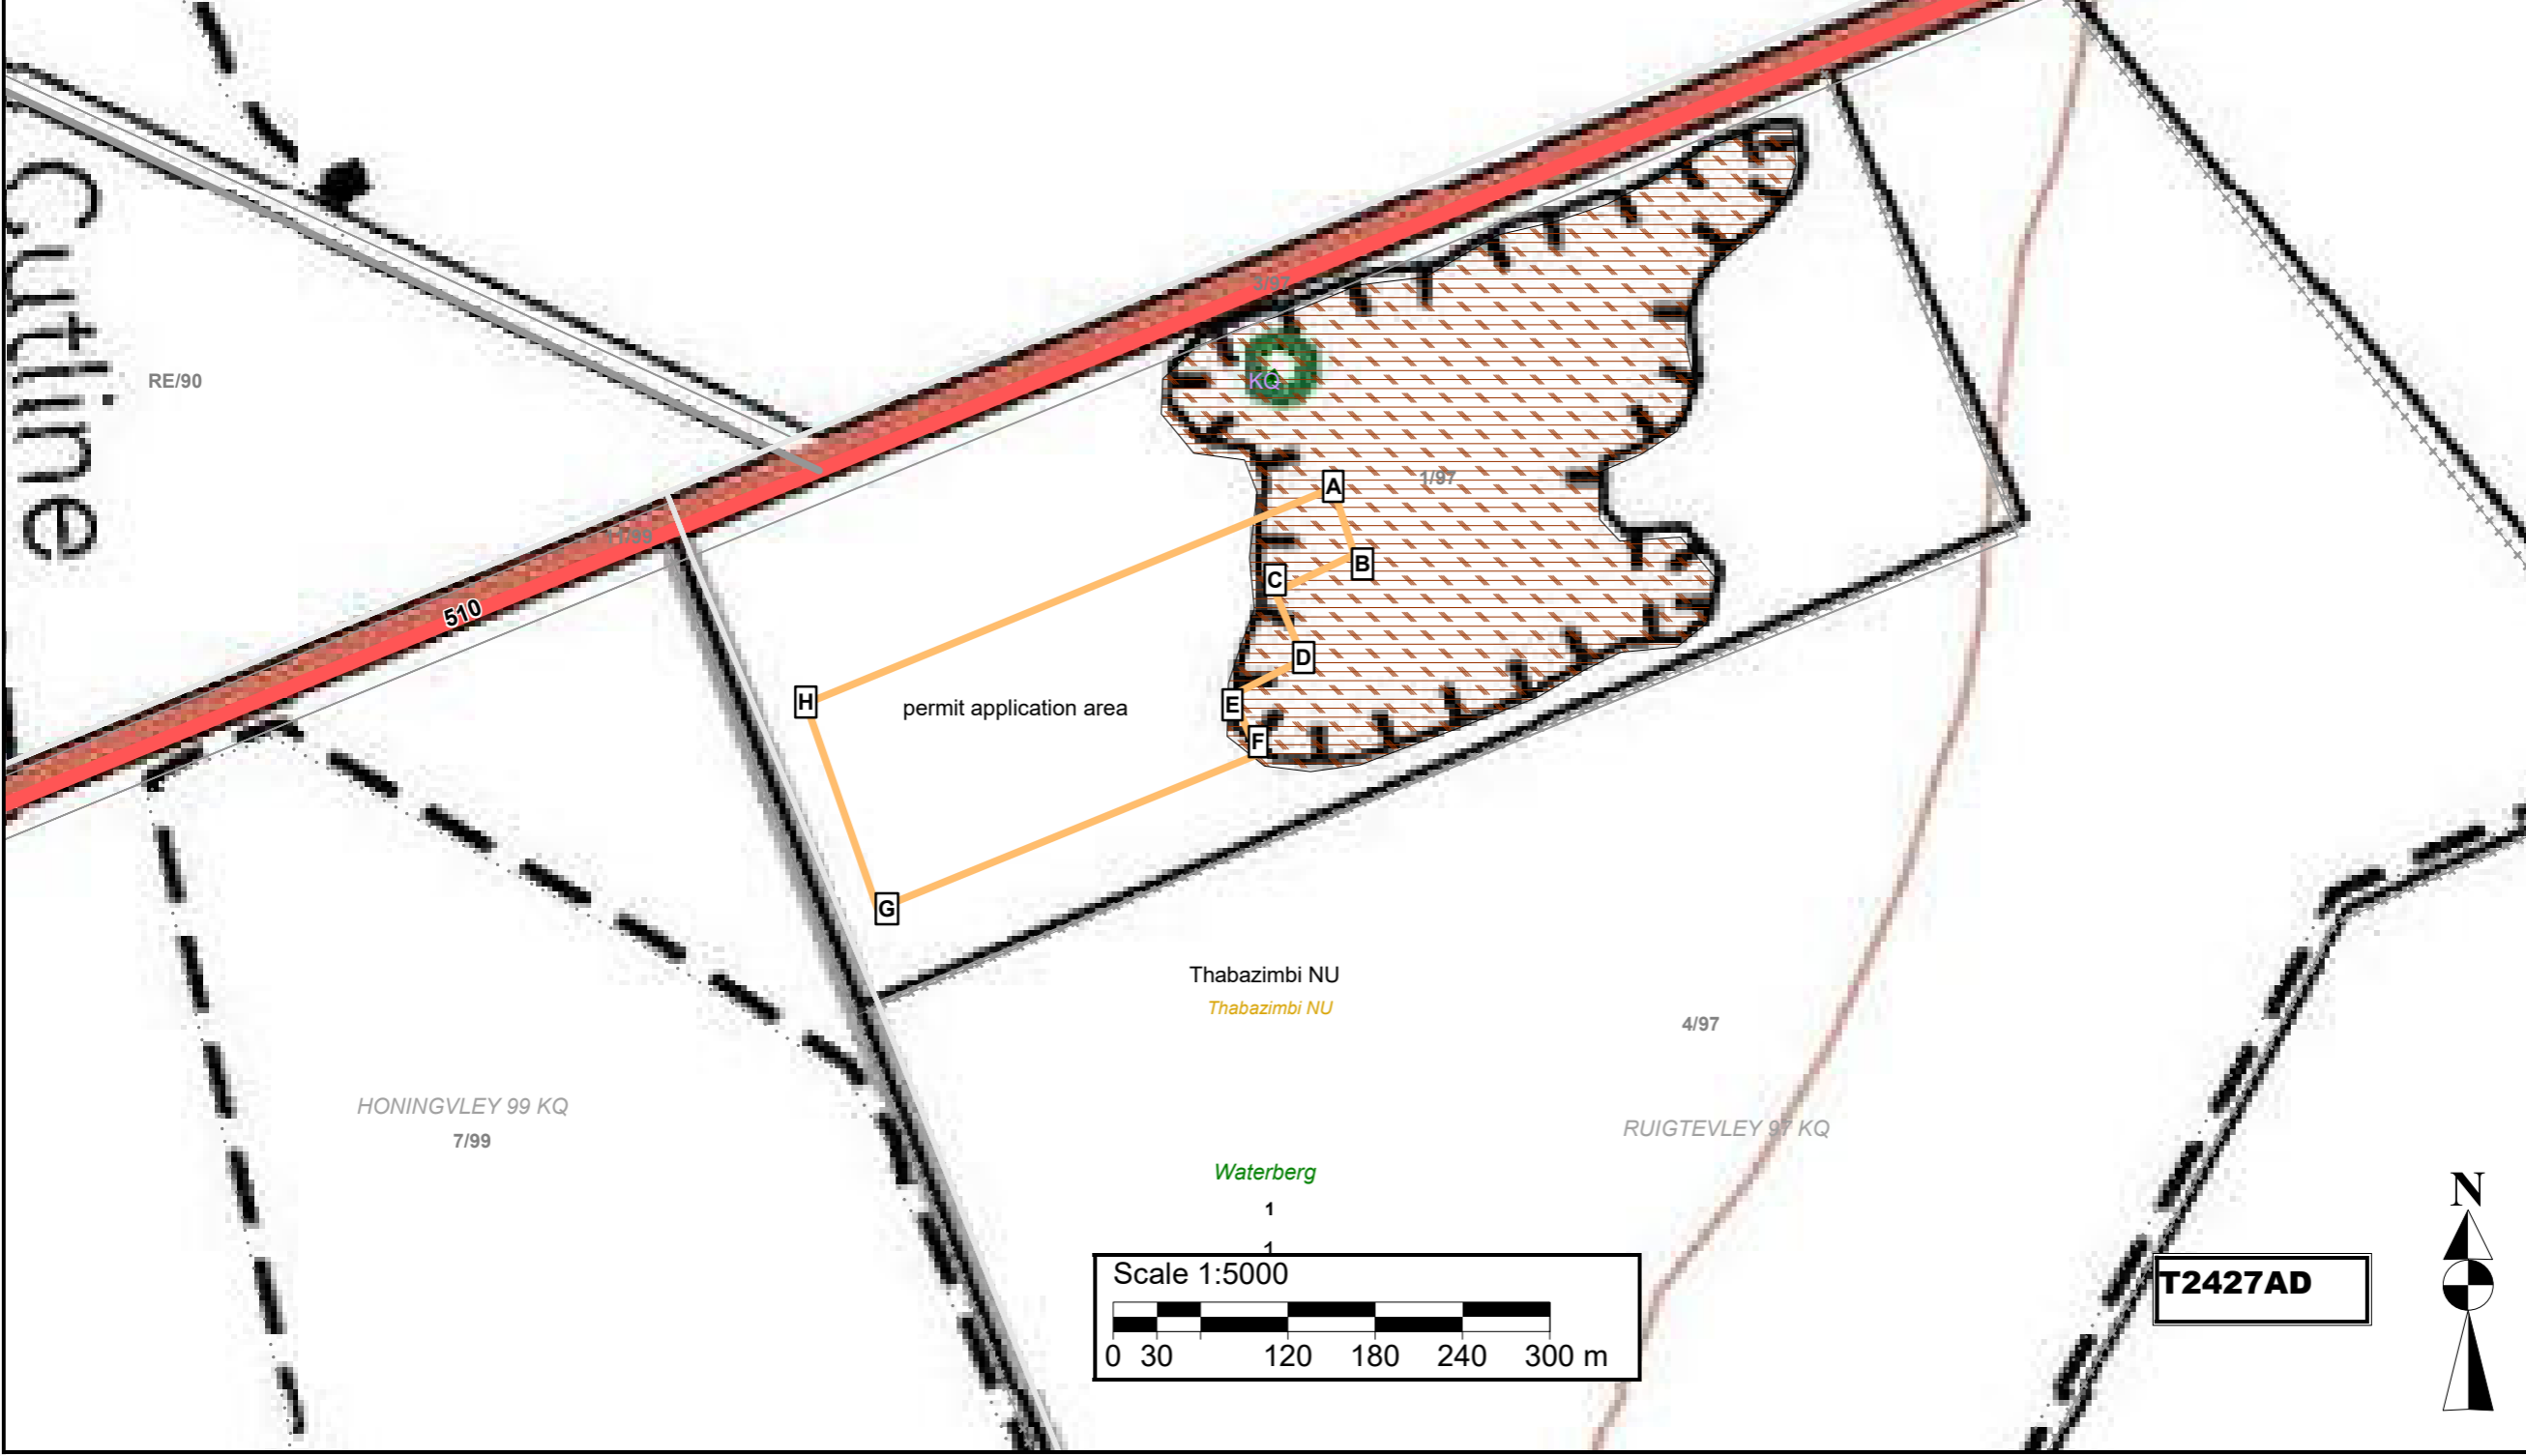 Cutline
RE/90
3/97
KQ
1/97
A
B
C
D
E
F
G
H
11/99
510
permit application area
Thabazimbi NU
Thabazimbi NU
4/97
HONINGVLEY 99 KQ
7/99
RUIGTEVLEY 97 KQ
Waterberg
1
1
Scale 1:5000
0 30 120 180 240 300 m
T2427AD
N